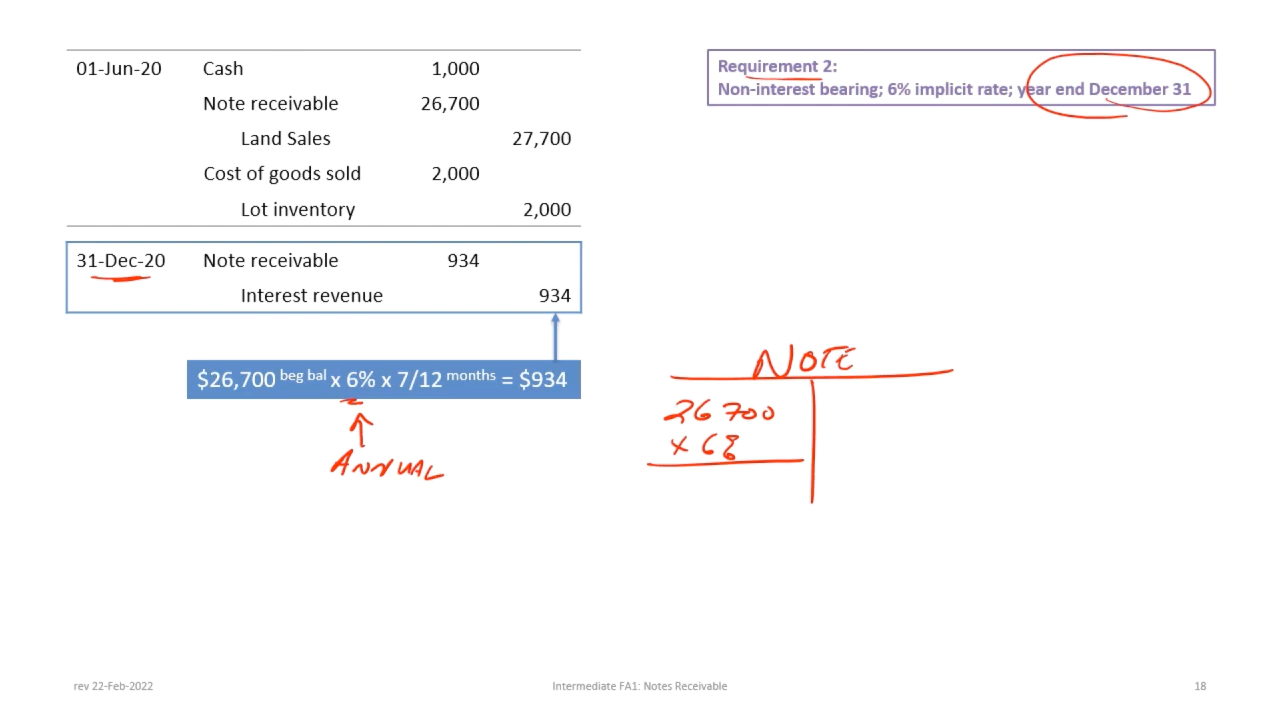 01-Jun-20 Cash 1,000
Note receivable 26,700
Land Sales 27,700
Cost of goods sold 2,000
Lot inventory 2,000
31-Dec-20 Note receivable 934
Interest revenue 934
$26,700 beg bal x 6% x 7/12 months = $934
ANNUAL
Requirement 2:
Non-interest bearing; 6% implicit rate; year end December 31
NOTE
26 700
x 6%
rev 22-Feb-2022
Intermediate FA1: Notes Receivable
18